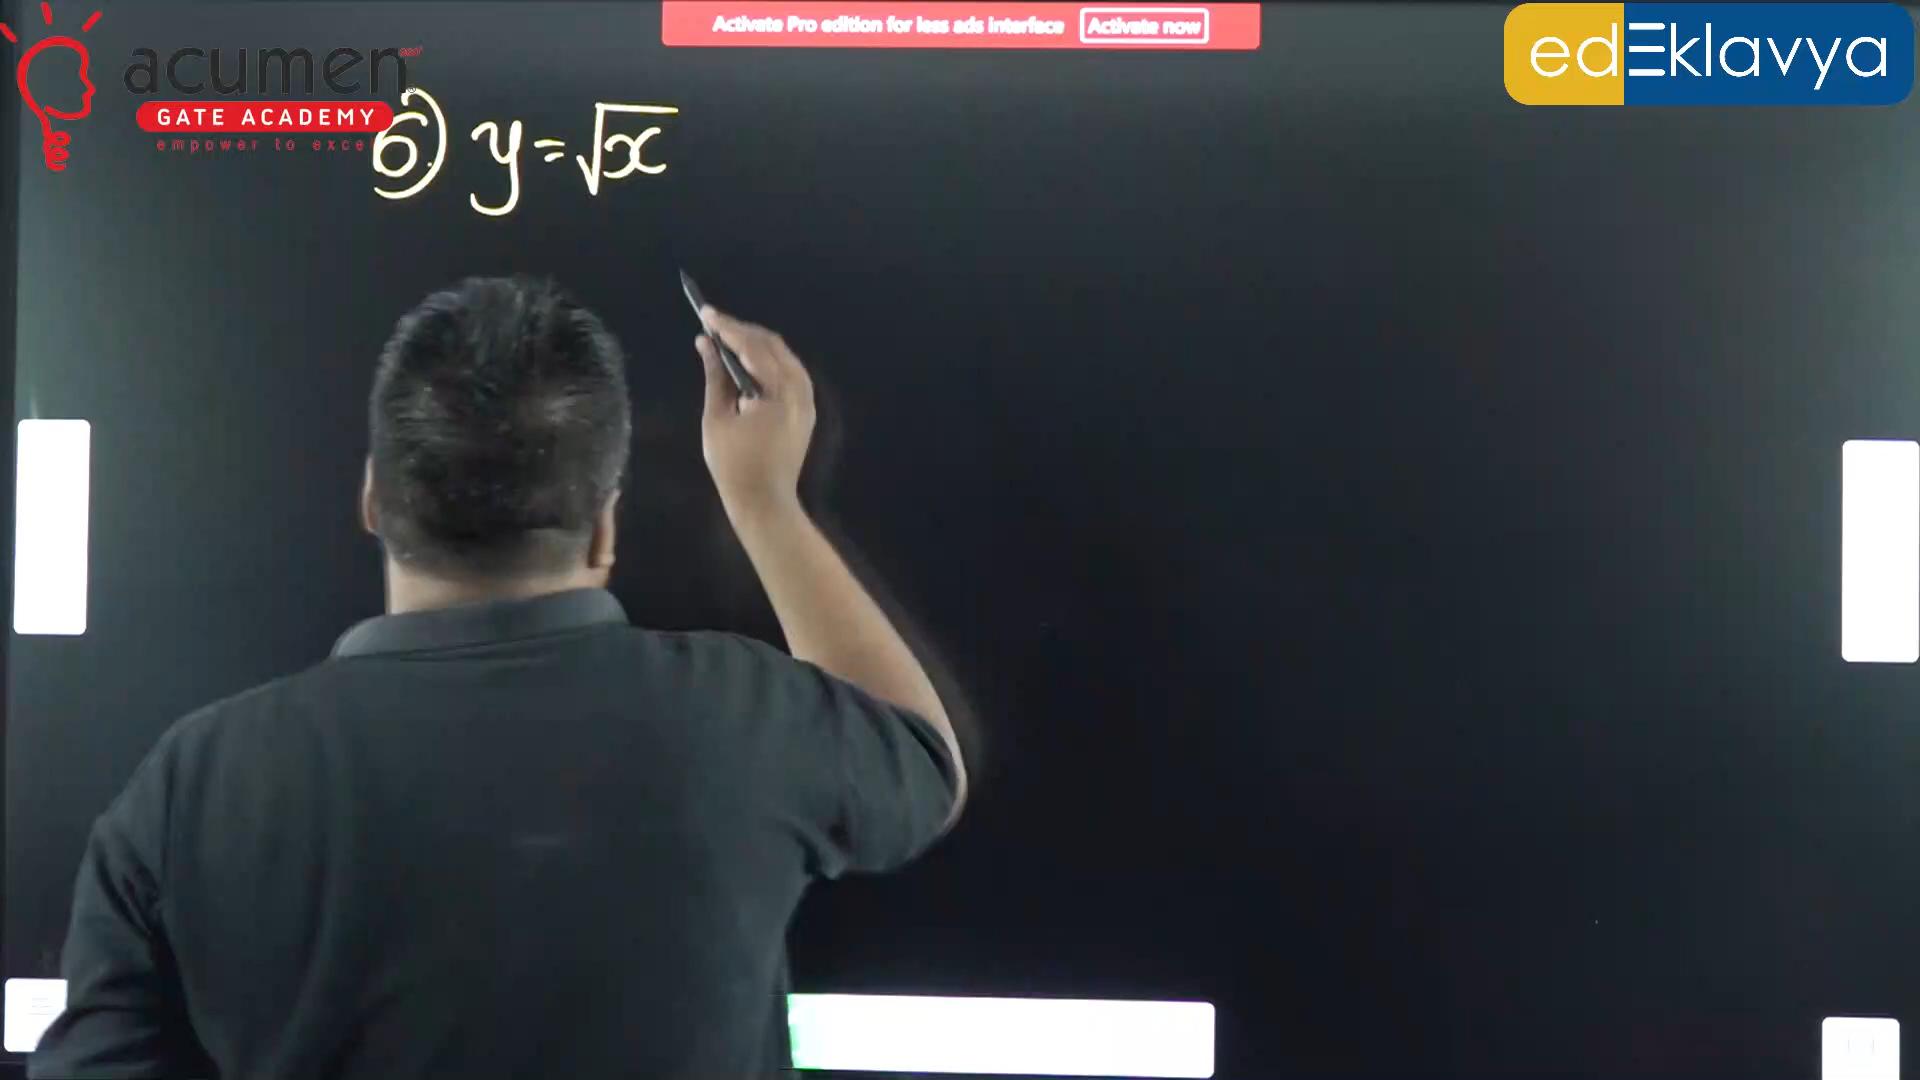 Activate Pro edition for less ads interface Activate now
edEklavya
acumen
GATE ACADEMY
empower to excel
6) y = √x